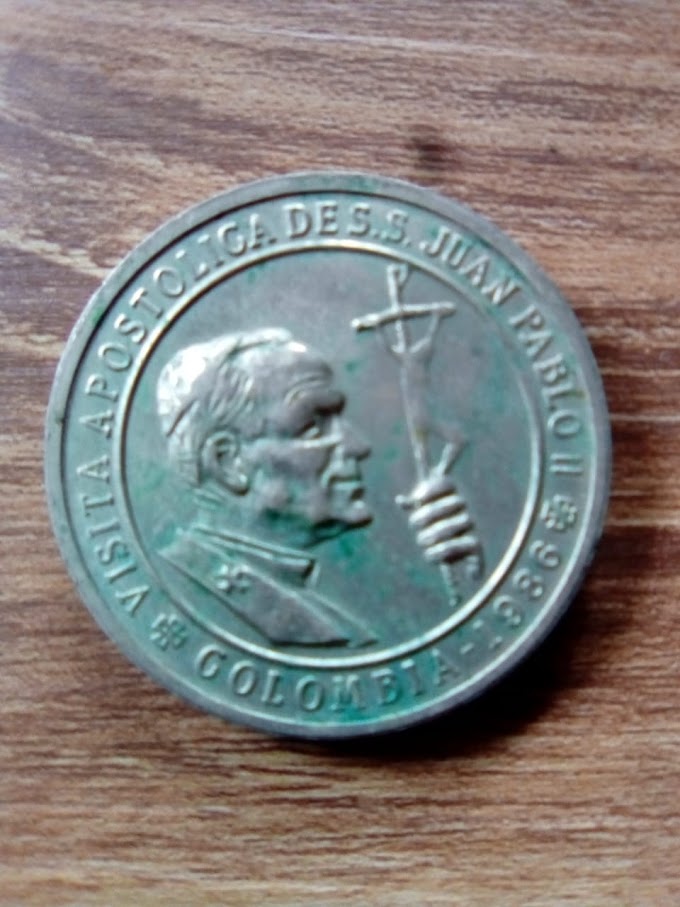 VISITA APOSTOLICA DE S.S. JUAN PABLO II
COLOMBIA-1986